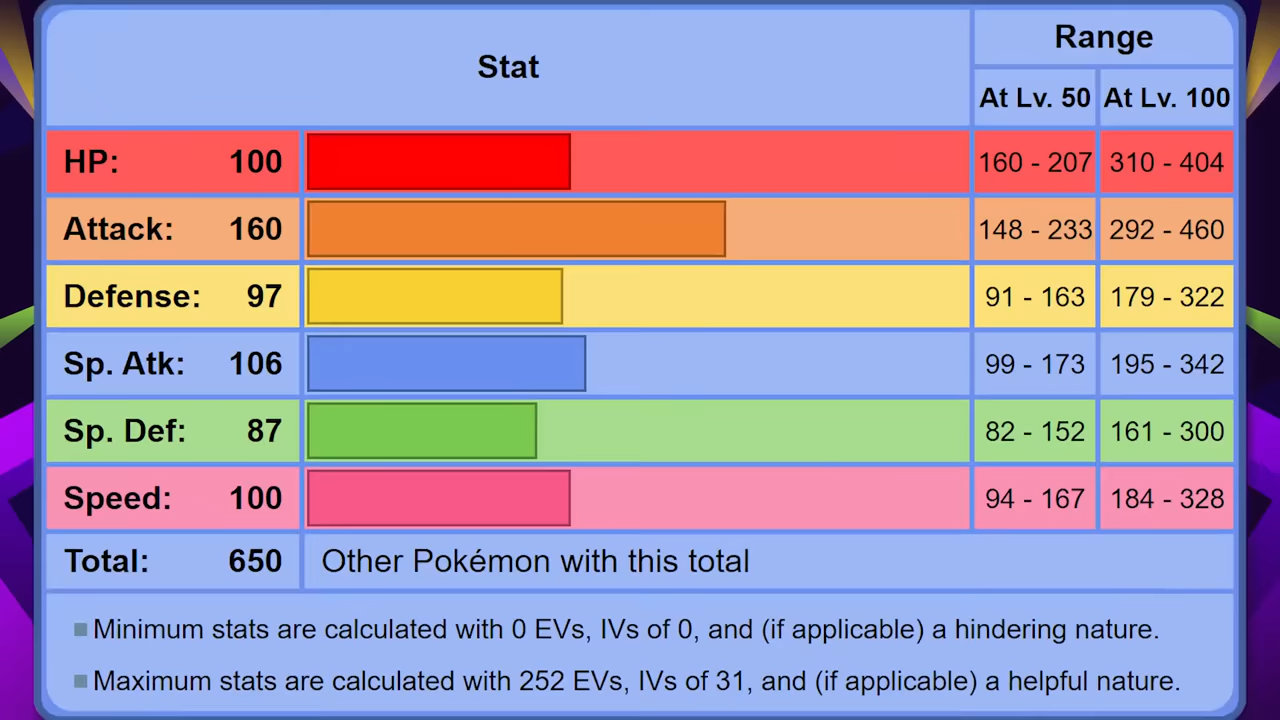 Stat
Range
At Lv. 50 At Lv. 100
HP: 100 160 - 207 310 - 404
Attack: 160 148 - 233 292 - 460
Defense: 97 91 - 163 179 - 322
Sp. Atk: 106 99 - 173 195 - 342
Sp. Def: 87 82 - 152 161 - 300
Speed: 100 94 - 167 184 - 328
Total: 650 Other Pokémon with this total
Minimum stats are calculated with 0 EVs, IVs of 0, and (if applicable) a hindering nature.
Maximum stats are calculated with 252 EVs, IVs of 31, and (if applicable) a helpful nature.